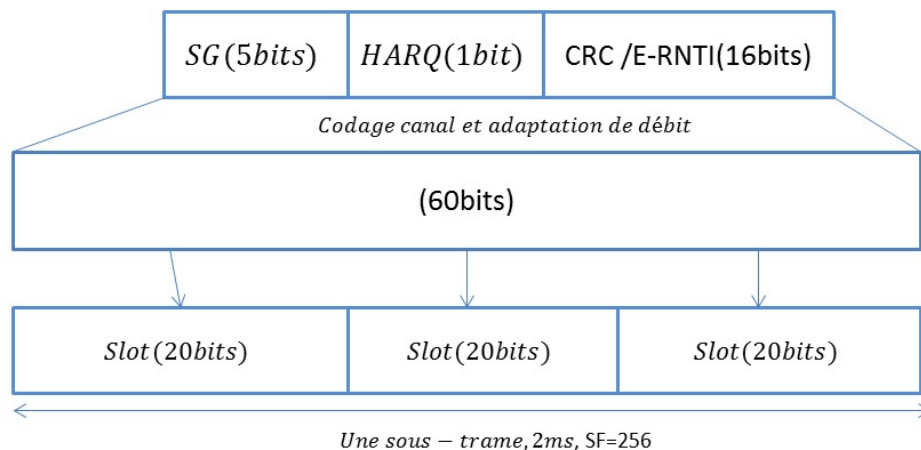 SG(5bits) HARQ(1bit) CRC /E-RNTI(16bits)
Codage canal et adaptation de débit
(60bits)
Slot(20bits) Slot(20bits) Slot(20bits)
Une sous − trame, 2ms, SF=256